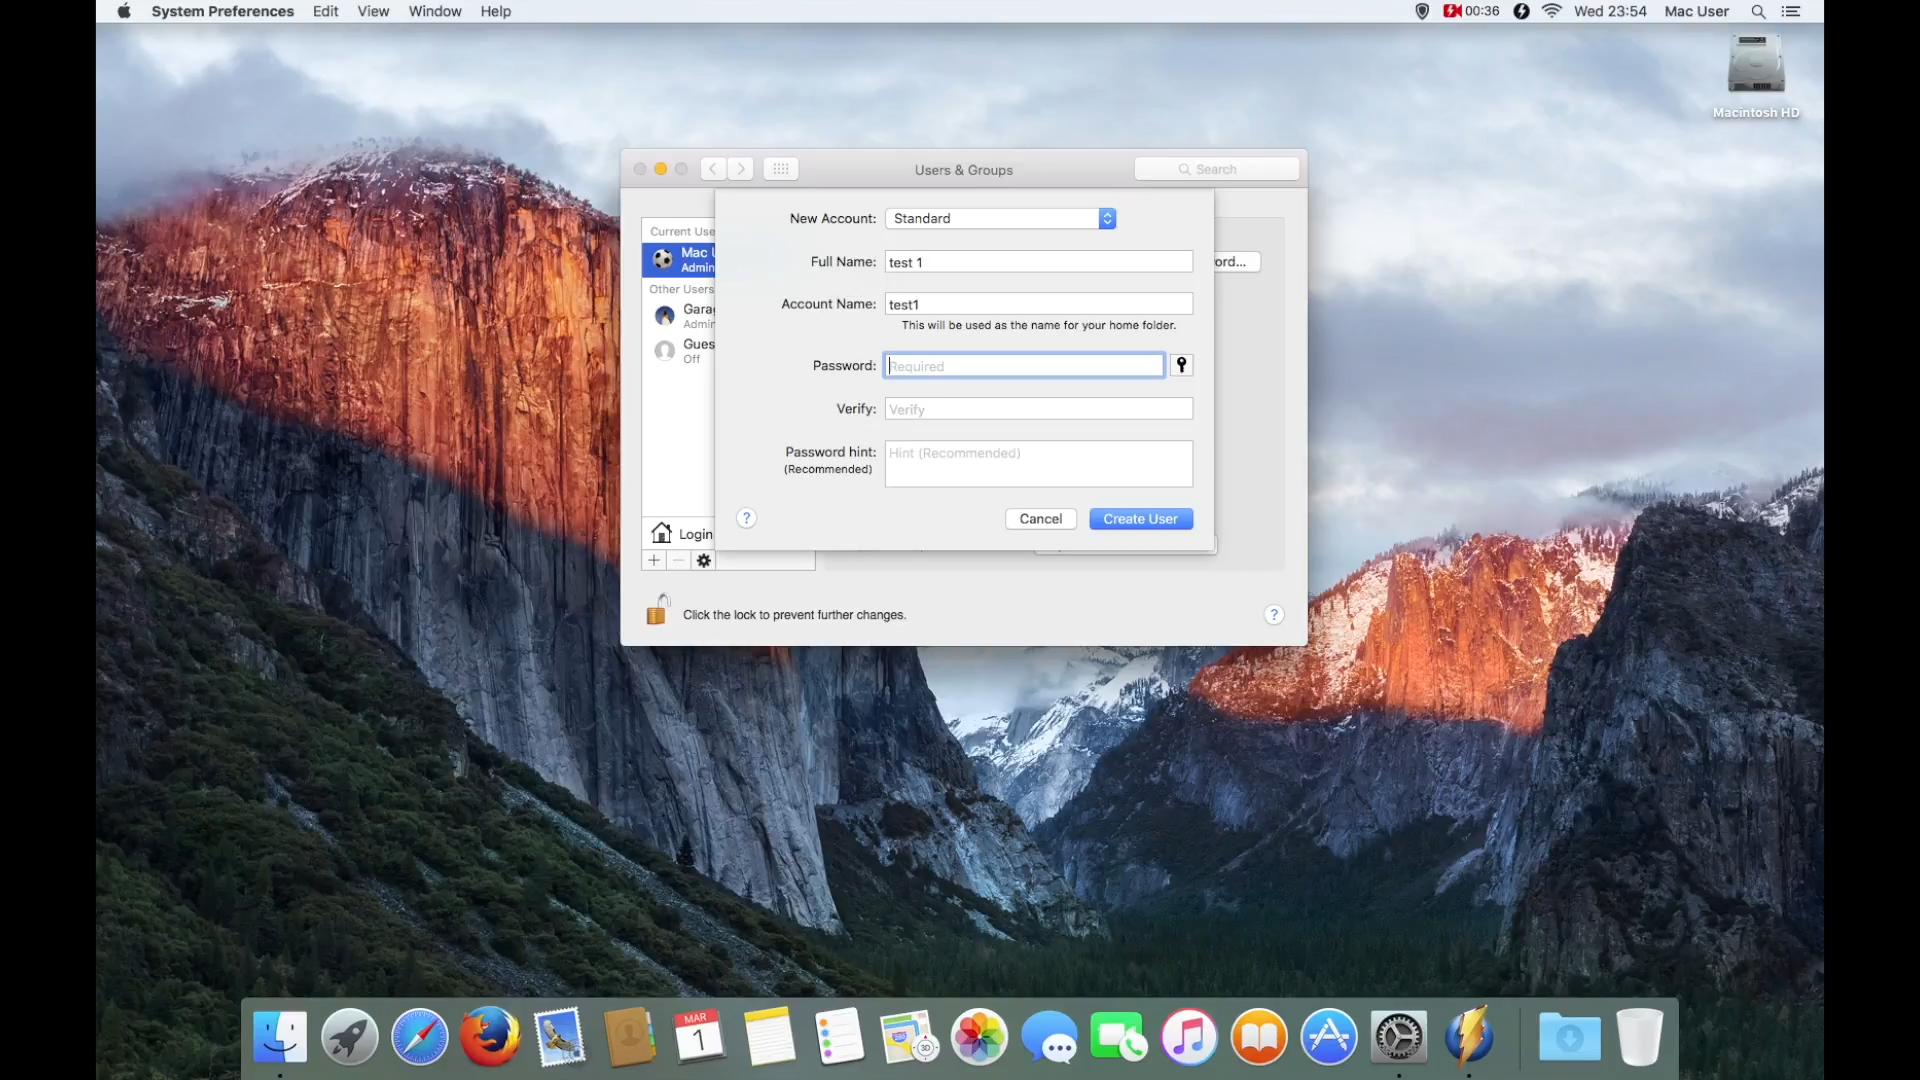 System Preferences Edit View Window Help
00:36 Wed 23:54 Mac User
Macintosh HD
Users & Groups
Search
New Account: Standard
Current Use
Mac U
Admin
Full Name: test 1
ord...
Other Users
Garag
Admin
Account Name: test1
This will be used as the name for your home folder.
Gues
Off
Password: Required
Verify: Verify
Password hint: Hint (Recommended)
(Recommended)
?
Cancel
Create User
Login
Click the lock to prevent further changes.
?
MAR
1
3D